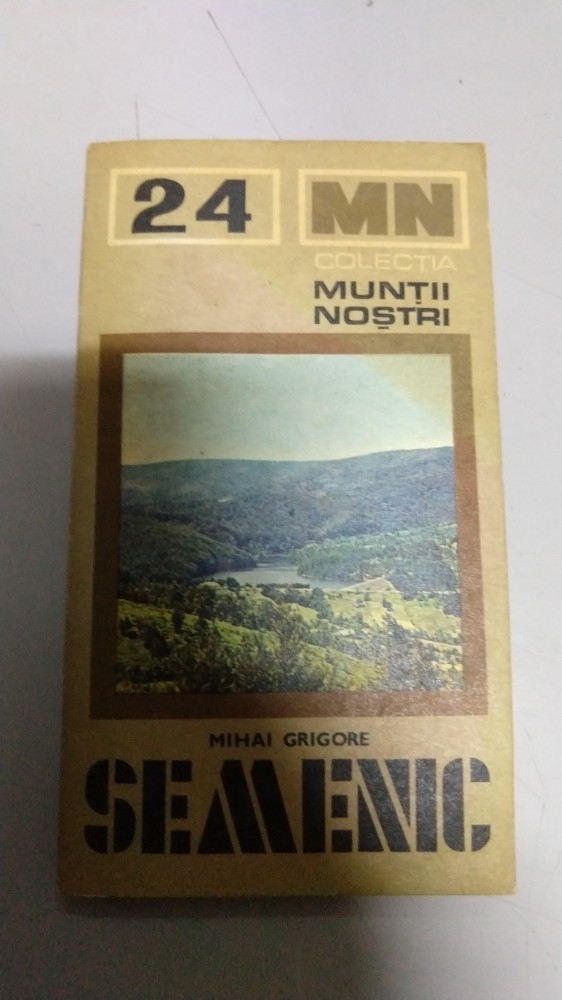 24
MN
COLECȚIA
MUNȚII
NOȘTRI
MIHAI GRIGORE
SEMENIC